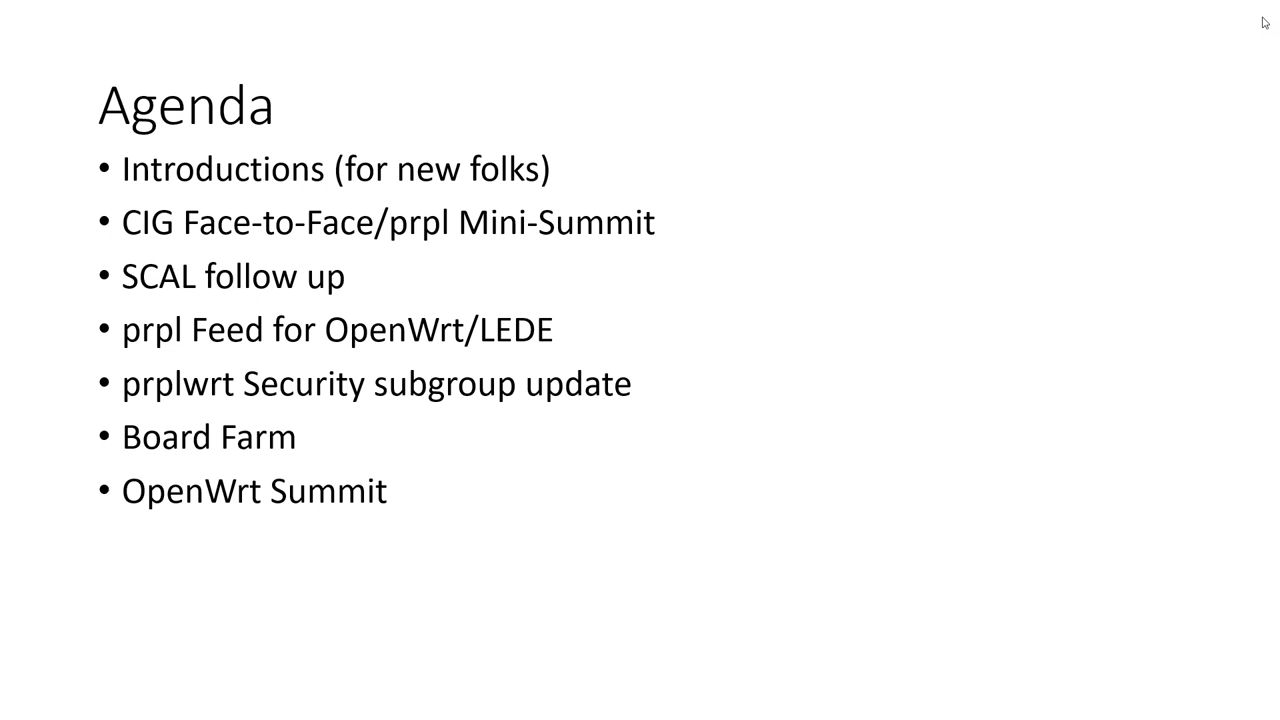 Agenda
• Introductions (for new folks)
• CIG Face-to-Face/prpl Mini-Summit
• SCAL follow up
• prpl Feed for OpenWrt/LEDE
• prplwrt Security subgroup update
• Board Farm
• OpenWrt Summit